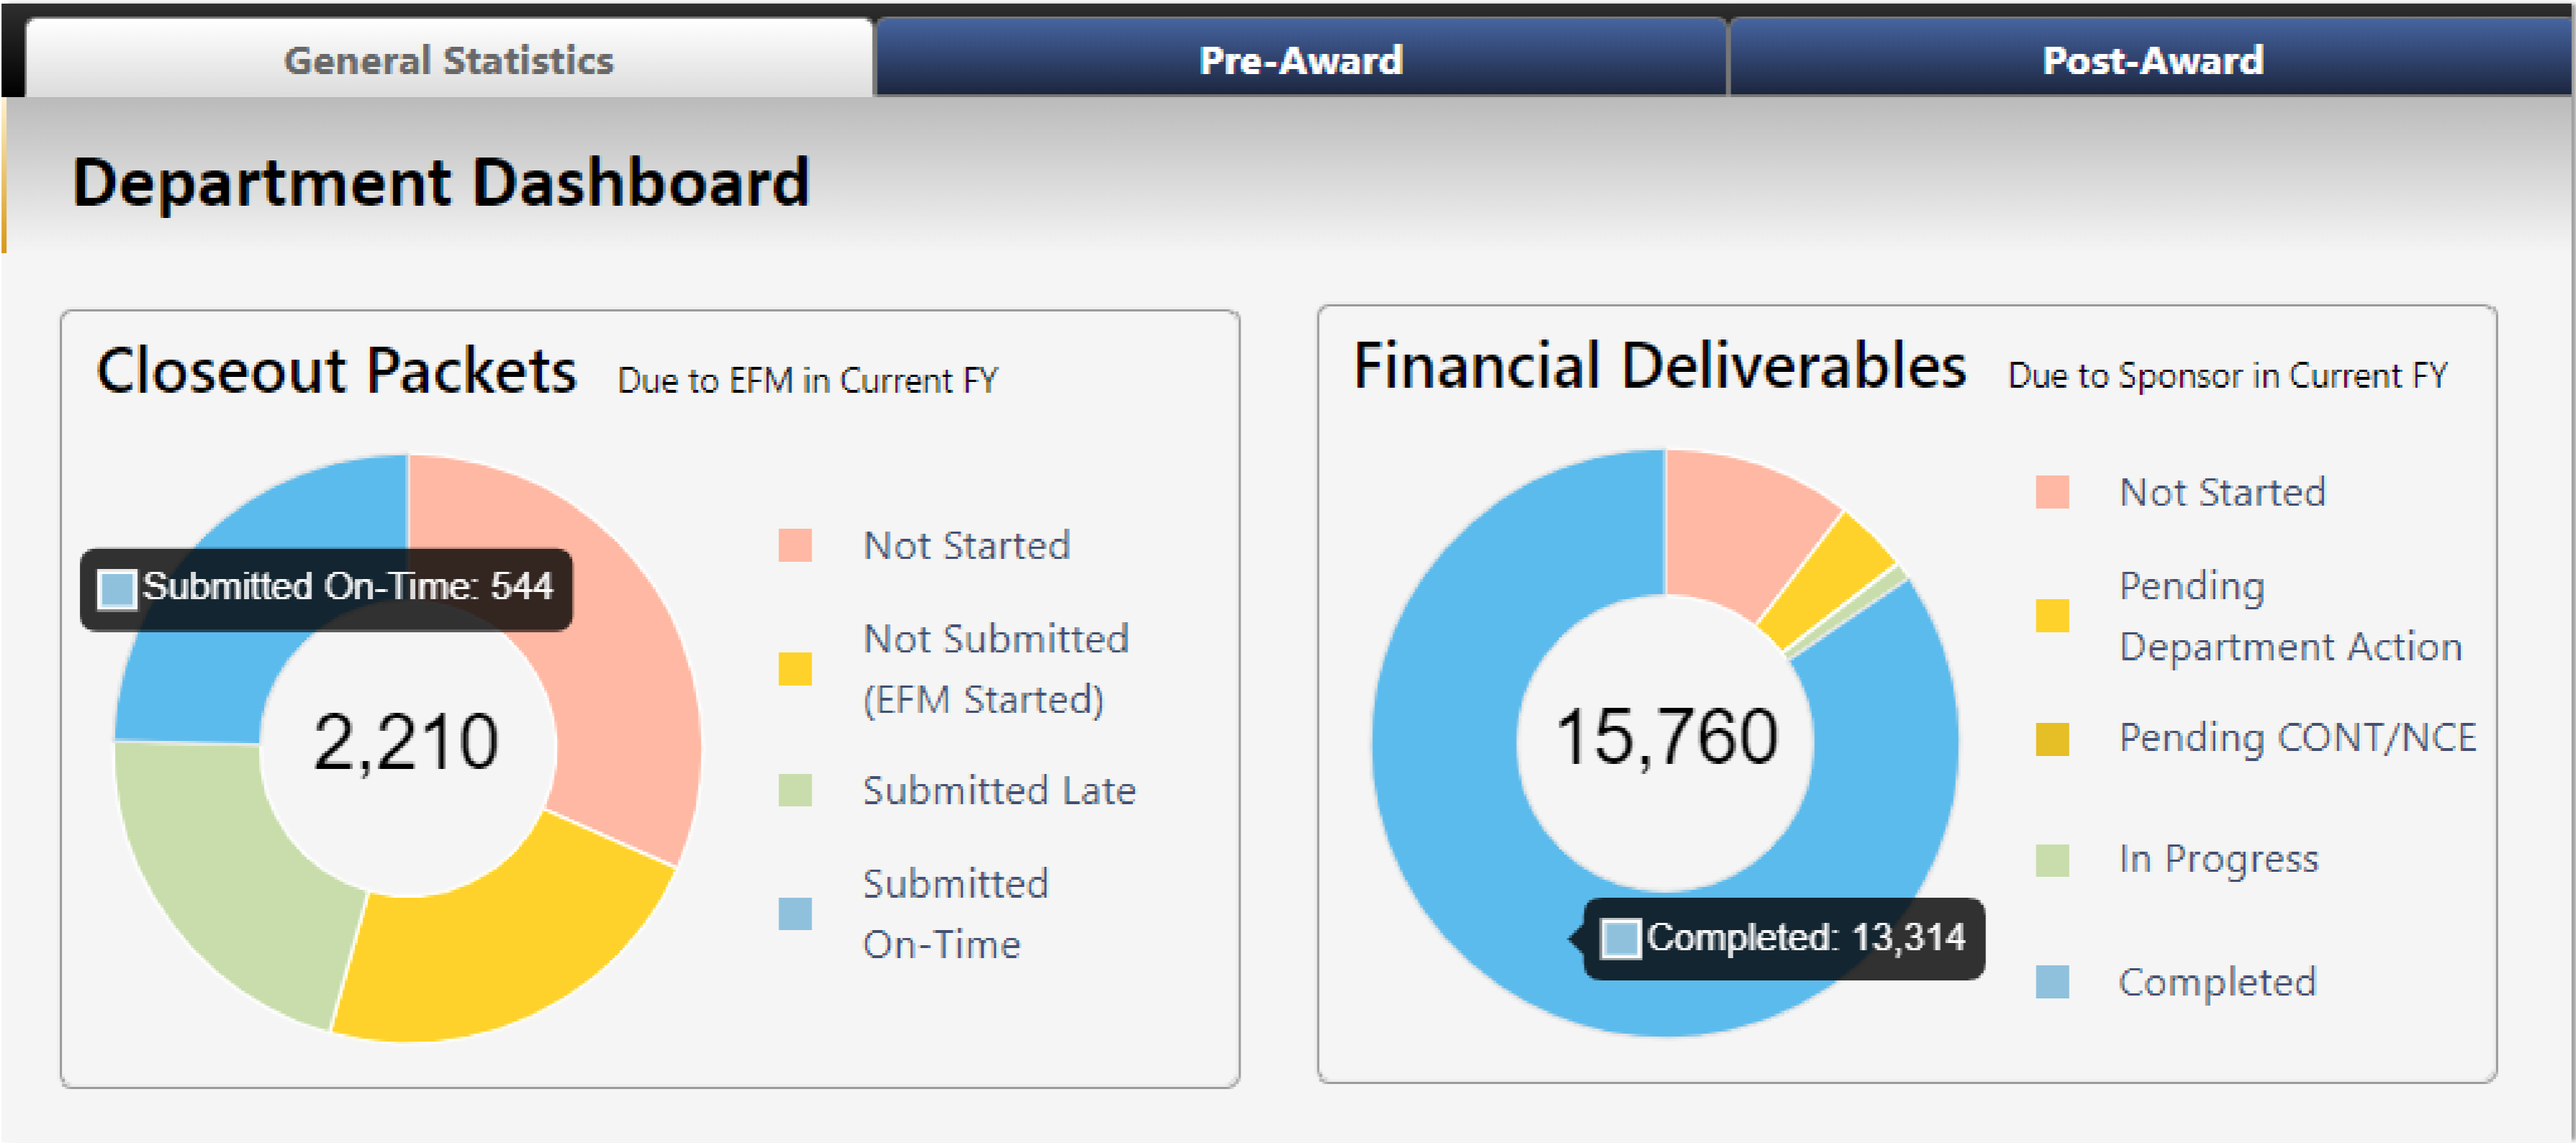 General Statistics
Pre-Award
Post-Award
Department Dashboard
Closeout Packets Due to EFM in Current FY
Submitted On-Time: 544
2,210
Not Started
Not Submitted
(EFM Started)
Submitted Late
Submitted
On-Time
Financial Deliverables Due to Sponsor in Current FY
15,760
Completed: 13,314
Not Started
Pending
Department Action
Pending CONT/NCE
In Progress
Completed